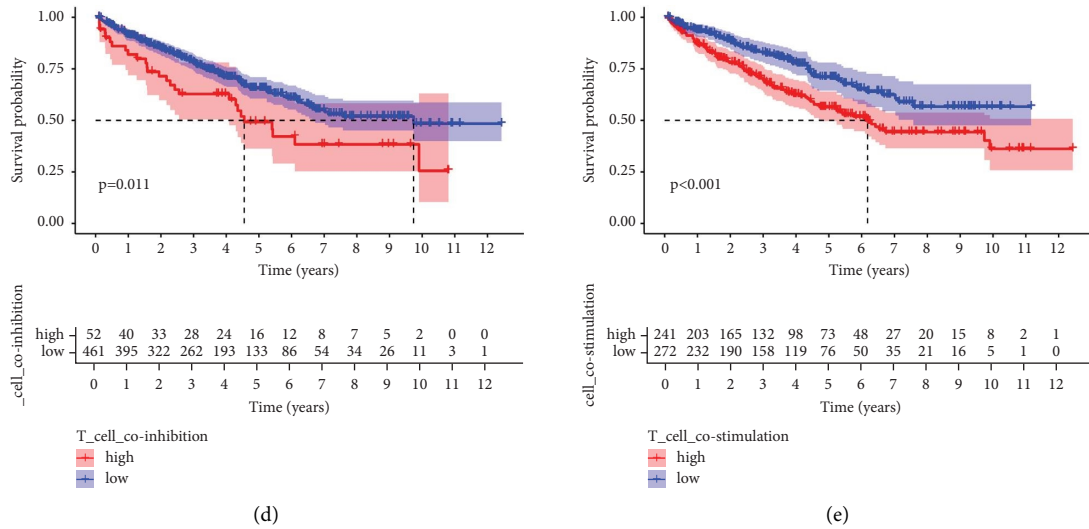 1.00
0.75
0.50
0.25
0.00
Survival probability
p=0.011
0 1 2 3 4 5 6 7 8 9 10 11 12
Time (years)
_cell_co-inhibition
high 52 40 33 28 24 16 12 8 7 5 2 0 0
low 461 395 322 262 193 133 86 54 34 26 11 3 1
0 1 2 3 4 5 6 7 8 9 10 11 12
Time (years)
T_cell_co-inhibition
high
low
(d)
1.00
0.75
0.50
0.25
0.00
Survival probability
p<0.001
0 1 2 3 4 5 6 7 8 9 10 11 12
Time (years)
cell_co-stimulation
high 241 203 165 132 98 73 48 27 20 15 8 2 1
low 272 232 190 158 119 76 50 35 21 16 5 1 0
0 1 2 3 4 5 6 7 8 9 10 11 12
Time (years)
T_cell_co-stimulation
high
low
(e)